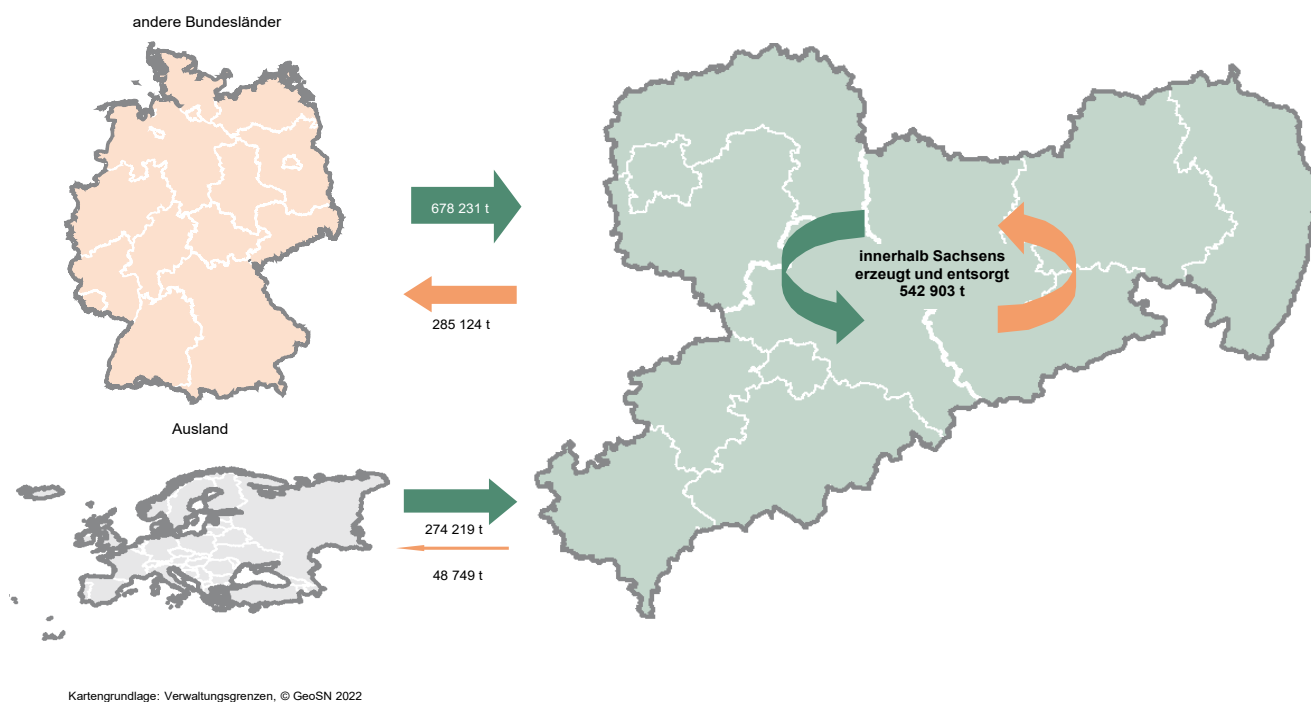 andere Bundesländer
678 231 t
285 124 t
innerhalb Sachsens
erzeugt und entsorgt
542 903 t
Ausland
274 219 t
48 749 t
Kartengrundlage: Verwaltungsgrenzen, © GeoSN 2022